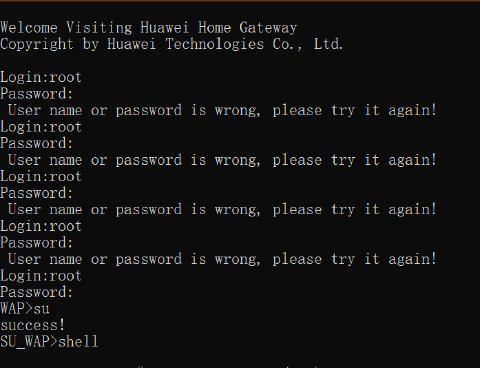 Welcome Visiting Huawei Home Gateway
Copyright by Huawei Technologies Co., Ltd.
Login:root
Password:
User name or password is wrong, please try it again!
Login:root
Password:
User name or password is wrong, please try it again!
Login:root
Password:
User name or password is wrong, please try it again!
Login:root
Password:
User name or password is wrong, please try it again!
Login:root
Password:
WAP>su
success!
SU_WAP>shell